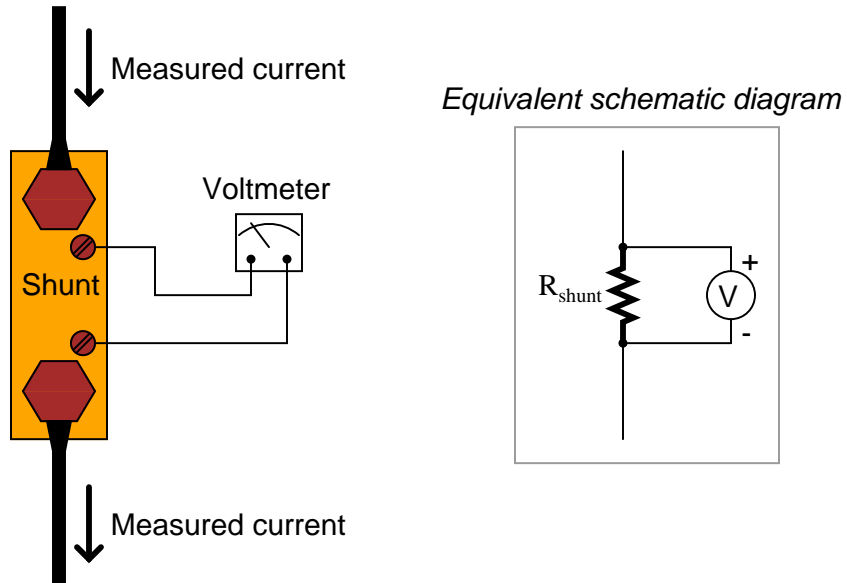 Measured current
Equivalent schematic diagram
Voltmeter
Shunt
R_shunt
V
+
-
Measured current